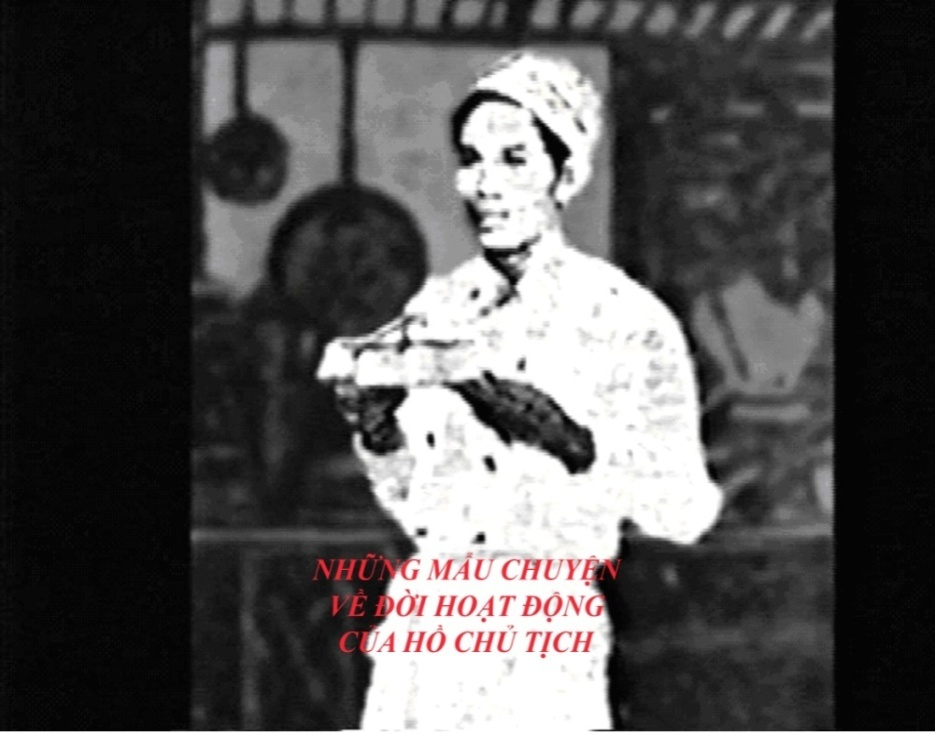 NHỮNG MẨU CHUYỆN
VỀ ĐỜI HOẠT ĐỘNG
CỦA HỒ CHỦ TỊCH